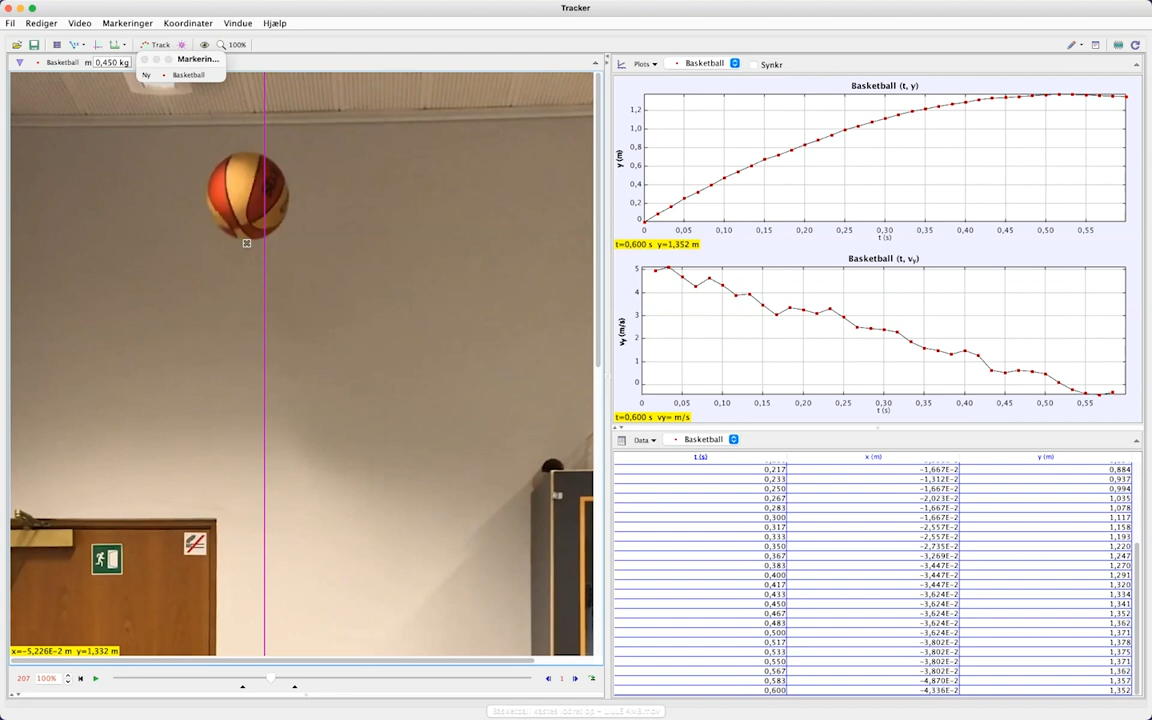 Tracker
Fil Rediger Video Markeringer Koordinater Vindue Hjælp
Track 100%
Basketball m 0,450 kg
Markerin...
Ny Basketball
x=-5,226E-2 m y=1,332 m
207 100% 1
Plots Basketball Synkr
Basketball (t, y)
y (m)
1,2
1,0
0,8
0,6
0,4
0,2
0
0 0,05 0,10 0,15 0,20 0,25 0,30 0,35 0,40 0,45 0,50 0,55
t (s)
t=0,600 s y=1,352 m
Basketball (t, vy)
vy (m/s)
5
4
3
2
1
0
0 0,05 0,10 0,15 0,20 0,25 0,30 0,35 0,40 0,45 0,50 0,55
t (s)
t=0,600 s vy= m/s
Data Basketball
t (s) x (m) y (m)
0,217 -1,667E-2 0,884
0,233 -1,312E-2 0,937
0,250 -1,667E-2 0,994
0,267 -2,023E-2 1,035
0,283 -1,667E-2 1,078
0,300 -1,667E-2 1,117
0,317 -2,557E-2 1,158
0,333 -2,557E-2 1,193
0,350 -2,735E-2 1,220
0,367 -3,269E-2 1,247
0,383 -3,447E-2 1,270
0,400 -3,447E-2 1,291
0,417 -3,447E-2 1,320
0,433 -3,624E-2 1,334
0,450 -3,624E-2 1,341
0,467 -3,624E-2 1,352
0,483 -3,624E-2 1,362
0,500 -3,624E-2 1,371
0,517 -3,802E-2 1,378
0,533 -3,802E-2 1,375
0,550 -3,802E-2 1,371
0,567 -3,802E-2 1,362
0,583 -4,870E-2 1,357
0,600 -4,336E-2 1,352